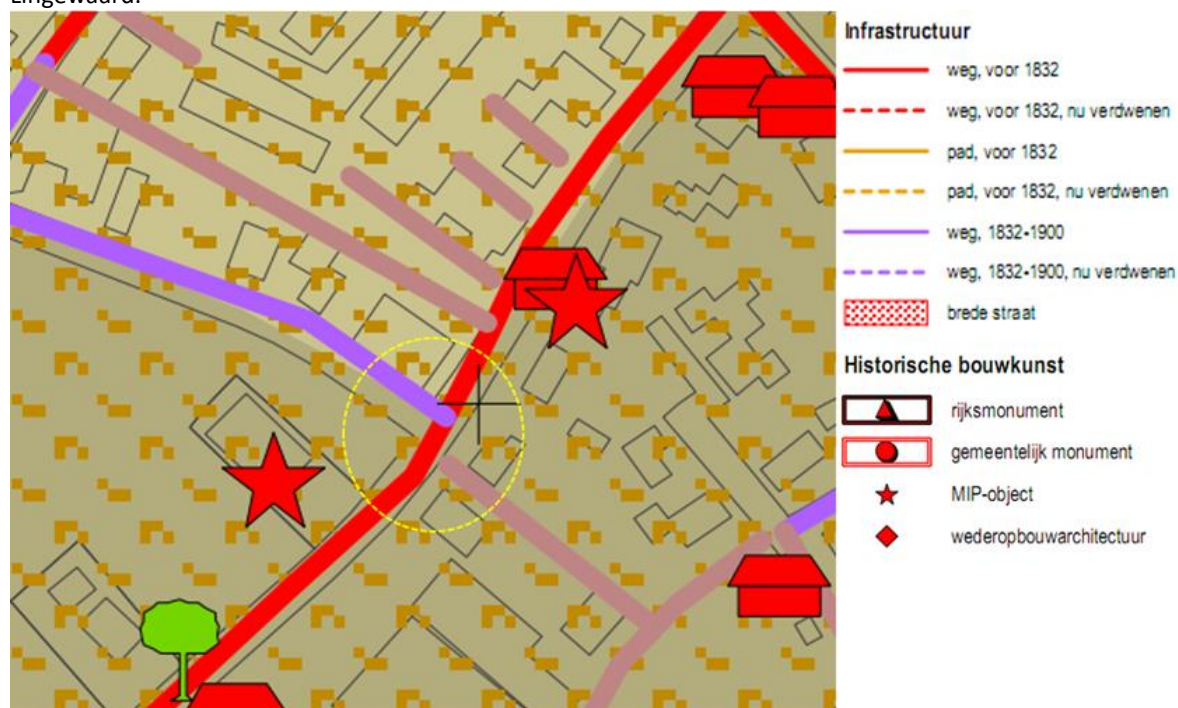 Lingewaard.
Infrastructuur
weg, voor 1832
weg, voor 1832, nu verdwenen
pad, voor 1832
pad, voor 1832, nu verdwenen
weg, 1832-1900
weg, 1832-1900, nu verdwenen
brede straat
Historische bouwkunst
rijksmonument
gemeentelijk monument
MIP-object
wederopbouwarchitectuur